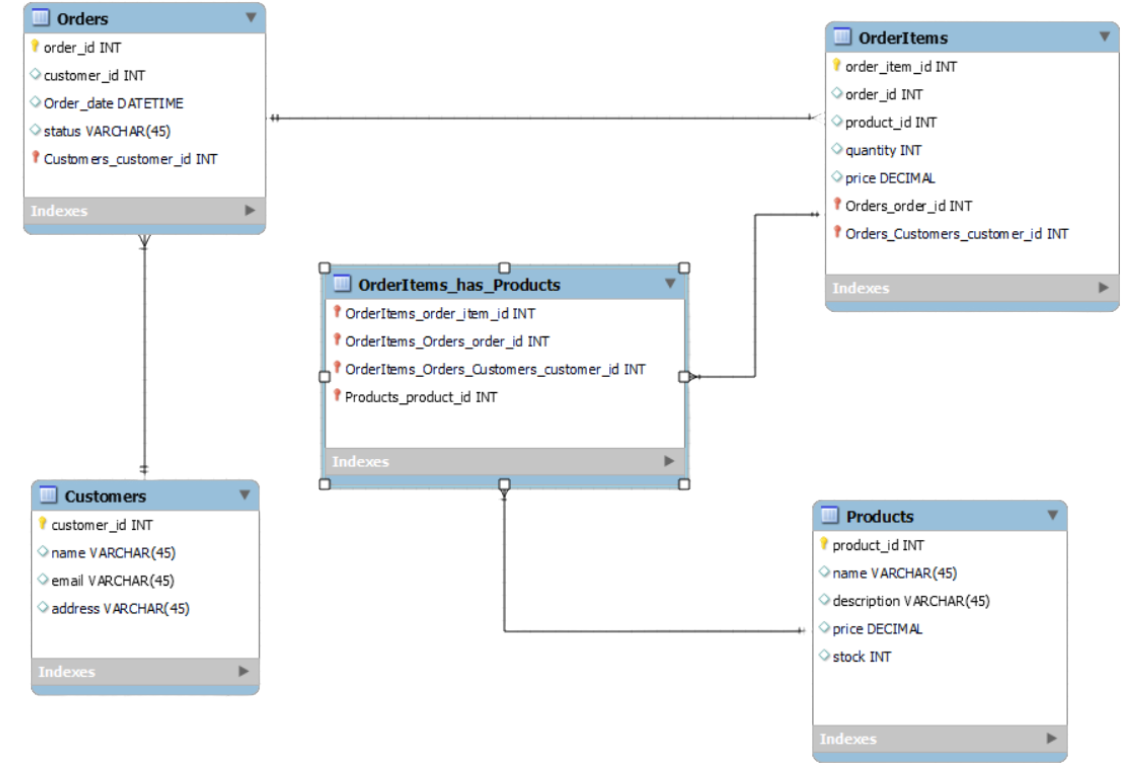 Orders
order_id INT
customer_id INT
Order_date DATETIME
status VARCHAR(45)
Customers_customer_id INT
Indexes
OrderItems
order_item_id INT
order_id INT
product_id INT
quantity INT
price DECIMAL
Orders_order_id INT
Orders_Customers_customer_id INT
Indexes
OrderItems_has_Products
OrderItems_order_item_id INT
OrderItems_Orders_order_id INT
OrderItems_Orders_Customers_customer_id INT
Products_product_id INT
Indexes
Customers
customer_id INT
name VARCHAR(45)
email VARCHAR(45)
address VARCHAR(45)
Indexes
Products
product_id INT
name VARCHAR(45)
description VARCHAR(45)
price DECIMAL
stock INT
Indexes